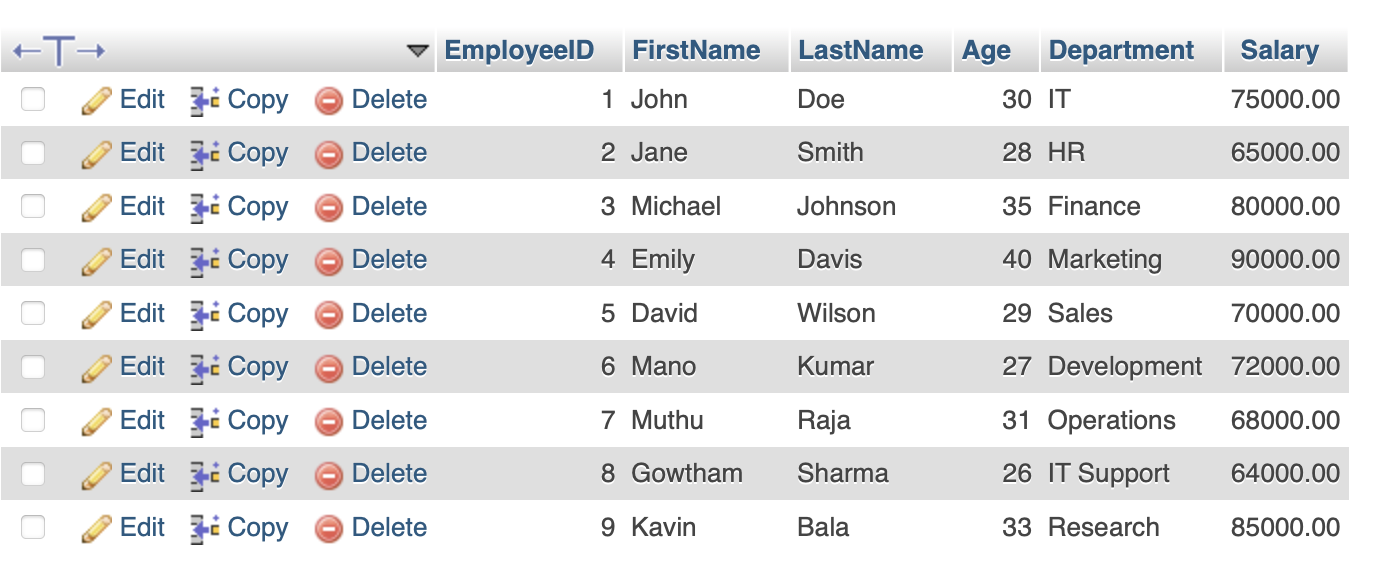 EmployeeID FirstName LastName Age Department Salary
Edit Copy Delete 1 John Doe 30 IT 75000.00
Edit Copy Delete 2 Jane Smith 28 HR 65000.00
Edit Copy Delete 3 Michael Johnson 35 Finance 80000.00
Edit Copy Delete 4 Emily Davis 40 Marketing 90000.00
Edit Copy Delete 5 David Wilson 29 Sales 70000.00
Edit Copy Delete 6 Mano Kumar 27 Development 72000.00
Edit Copy Delete 7 Muthu Raja 31 Operations 68000.00
Edit Copy Delete 8 Gowtham Sharma 26 IT Support 64000.00
Edit Copy Delete 9 Kavin Bala 33 Research 85000.00